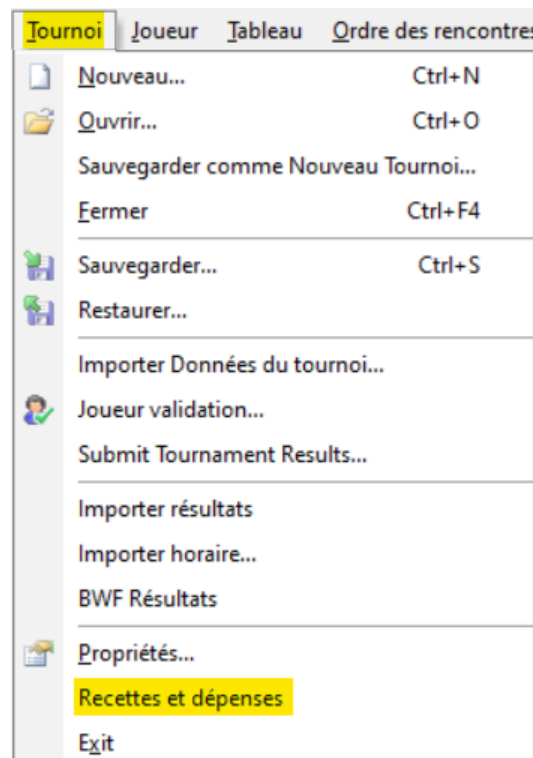 Tournoi Joueur Tableau Ordre des rencontres
Nouveau... Ctrl+N
Ouvrir... Ctrl+O
Sauvegarder comme Nouveau Tournoi...
Fermer Ctrl+F4
Sauvegarder... Ctrl+S
Restaurer...
Importer Données du tournoi...
Joueur validation...
Submit Tournament Results...
Importer résultats
Importer horaire...
BWF Résultats
Propriétés...
Recettes et dépenses
Exit